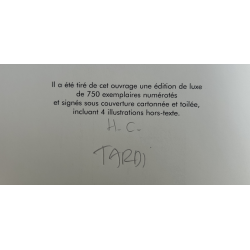 Il a été tiré de cet ouvrage une édition de luxe
de 750 exemplaires numérotés
et signés sous couverture cartonnée et toilée,
incluant 4 illustrations hors-texte.
H.C.
TARDi